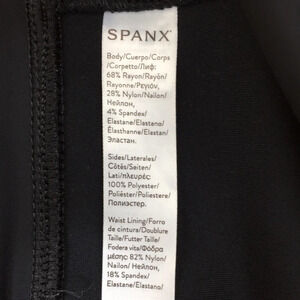 SPANX
Body/Cuerpo/Corps
/Corpetto/Лиф:
68% Rayon/Rayón/
Rayonne/Ρεγιόν,
28% Nylon/Nailon/
Нейлон,
4% Spandex/
Elastane/Elastano/
Élasthanne/Elastan/
Эластан.
Sides/Laterales/
Côtés/Seiten/
Lati/πλευρές:
100% Polyester/
Poliéster/Poliestere/
Полиэстер.
Waist Lining/Forro
de cintura/Doublure
Taille/Futter Taille/
Fodera vita/Φόδρα
μέσης: 82% Nylon/
Nailon/ Нейлон,
18% Spandex/
Elastane/Elastano/